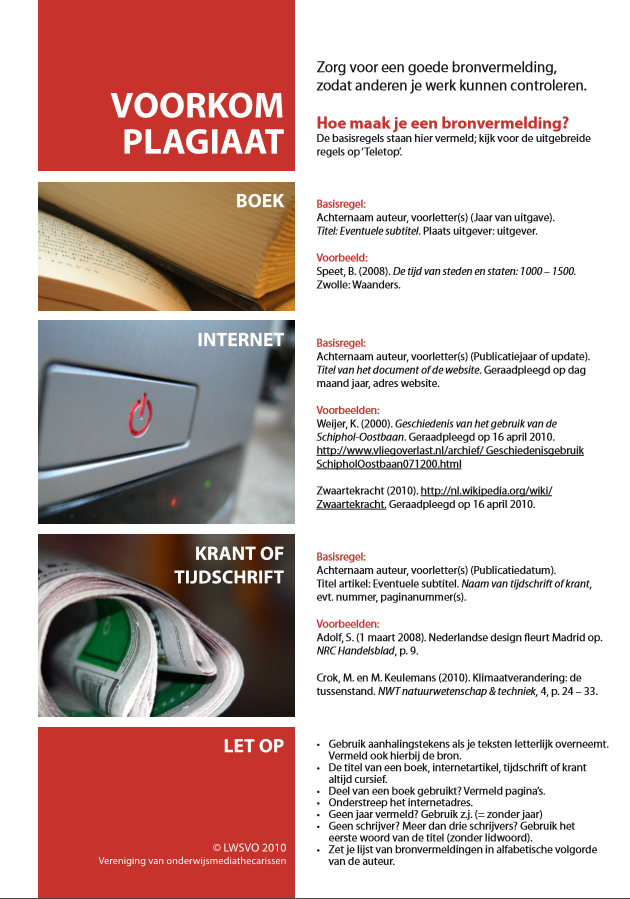 VOORKOM
PLAGIAAT
Zorg voor een goede bronvermelding,
zodat anderen je werk kunnen controleren.
Hoe maak je een bronvermelding?
De basisregels staan hier vermeld; kijk voor de uitgebreide
regels op ‘Teletop’.
BOEK
Basisregel:
Achternaam auteur, voorletter(s) (Jaar van uitgave).
Titel: Eventuele subtitel. Plaats uitgever: uitgever.
Voorbeeld:
Speet, B. (2008). De tijd van steden en staten: 1000 – 1500.
Zwolle: Waanders.
INTERNET
Basisregel:
Achternaam auteur, voorletter(s) (Publicatiejaar of update).
Titel van het document of de website. Geraadpleegd op dag
maand jaar, adres website.
Voorbeelden:
Weijer, K. (2000). Geschiedenis van het gebruik van de
Schiphol-Oostbaan. Geraadpleegd op 16 april 2010.
http://www.vliegoverlast.nl/archief/ Geschiedenisgebruik
SchipholOostbaan071200.html
Zwaartekracht (2010). http://nl.wikipedia.org/wiki/
Zwaartekracht. Geraadpleegd op 16 april 2010.
KRANT OF
TIJDSCHRIFT
Basisregel:
Achternaam auteur, voorletter(s) (Publicatiedatum).
Titel artikel: Eventuele subtitel. Naam van tijdschrift of krant,
evt. nummer, paginanummer(s).
Voorbeelden:
Adolf, S. (1 maart 2008). Nederlandse design fleurt Madrid op.
NRC Handelsblad, p. 9.
Crok, M. en M. Keulemans (2010). Klimaatverandering: de
tussenstand. NWT natuurwetenschap & techniek, 4, p. 24 – 33.
LET OP
• Gebruik aanhalingstekens als je teksten letterlijk overneemt.
Vermeld ook hierbij de bron.
• De titel van een boek, internetartikel, tijdschrift of krant
altijd cursief.
• Deel van een boek gebruikt? Vermeld pagina’s.
• Onderstreep het internetadres.
• Geen jaar vermeld? Gebruik z.j. (= zonder jaar)
• Geen schrijver? Meer dan drie schrijvers? Gebruik het
eerste woord van de titel (zonder lidwoord).
• Zet je lijst van bronvermeldingen in alfabetische volgorde
van de auteur.
© LWSVO 2010
Vereniging van onderwijsmediathecarissen